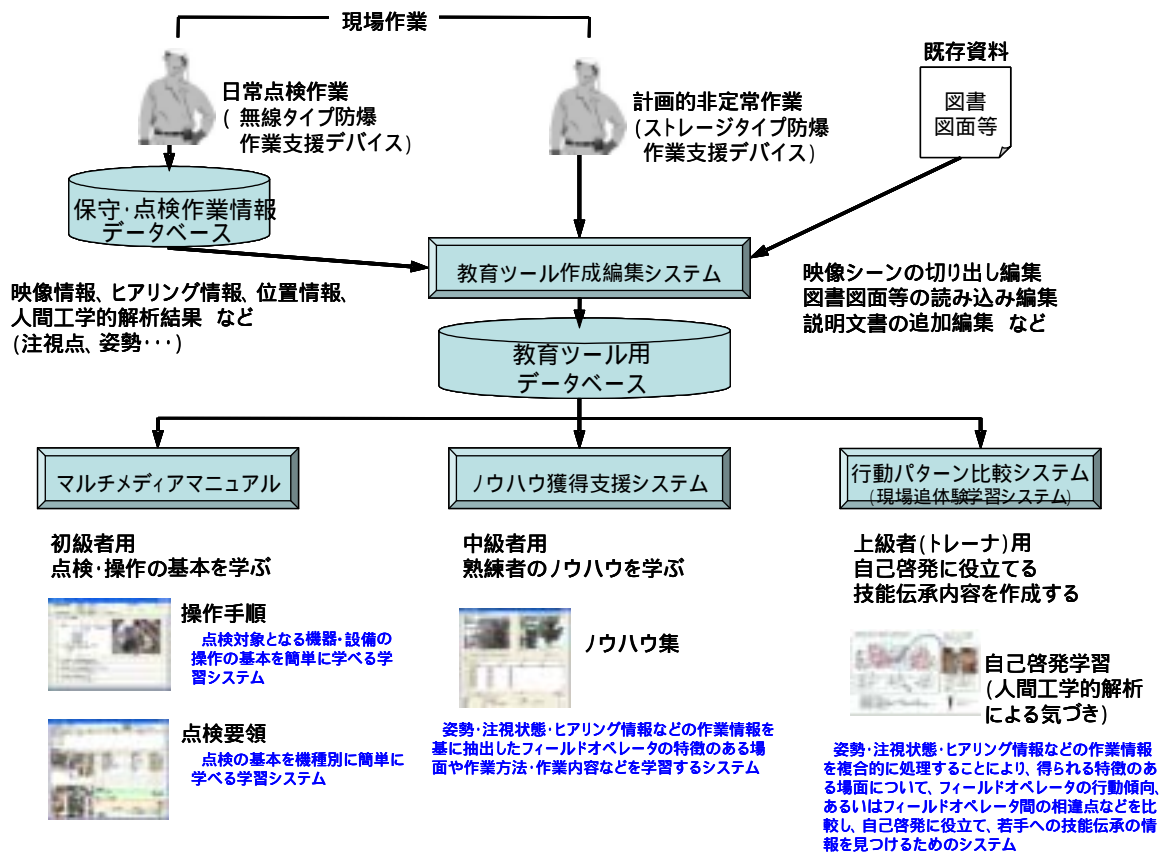 現場作業
日常点検作業
( 無線タイプ防爆
作業支援デバイス)
計画的非定常作業
(ストレージタイプ防爆
作業支援デバイス)
既存資料
図書
図面等
保守・点検作業情報
データベース
教育ツール作成編集システム
映像情報、ヒアリング情報、位置情報、
人間工学的解析結果 など
(注視点、姿勢・・・)
映像シーンの切り出し編集
図書図面等の読み込み編集
説明文書の追加編集 など
教育ツール用
データベース
マルチメディアマニュアル
ノウハウ獲得支援システム
行動パターン比較システム
(現場追体験学習システム)
初級者用
点検・操作の基本を学ぶ
操作手順
点検対象となる機器・設備の
操作の基本を簡単に学べる学
習システム
点検要領
点検の基本を機種別に簡単に
学べる学習システム
中級者用
熟練者のノウハウを学ぶ
ノウハウ集
姿勢・注視状態・ヒアリング情報などの作業情報を
基に抽出したフィールドオペレータの特徴のある場
面や作業方法・作業内容などを学習するシステム
上級者(トレーナ)用
自己啓発に役立てる
技能伝承内容を作成する
自己啓発学習
(人間工学的解析
による気づき)
姿勢・注視状態・ヒアリング情報などの作業情報
を複合的に処理することにより、得られる特徴のあ
る場面について、フィールドオペレータの行動傾向、
あるいはフィールドオペレータ間の相違点などを比
較し、自己啓発に役立て、若手への技能伝承の情
報を見つけるためのシステム